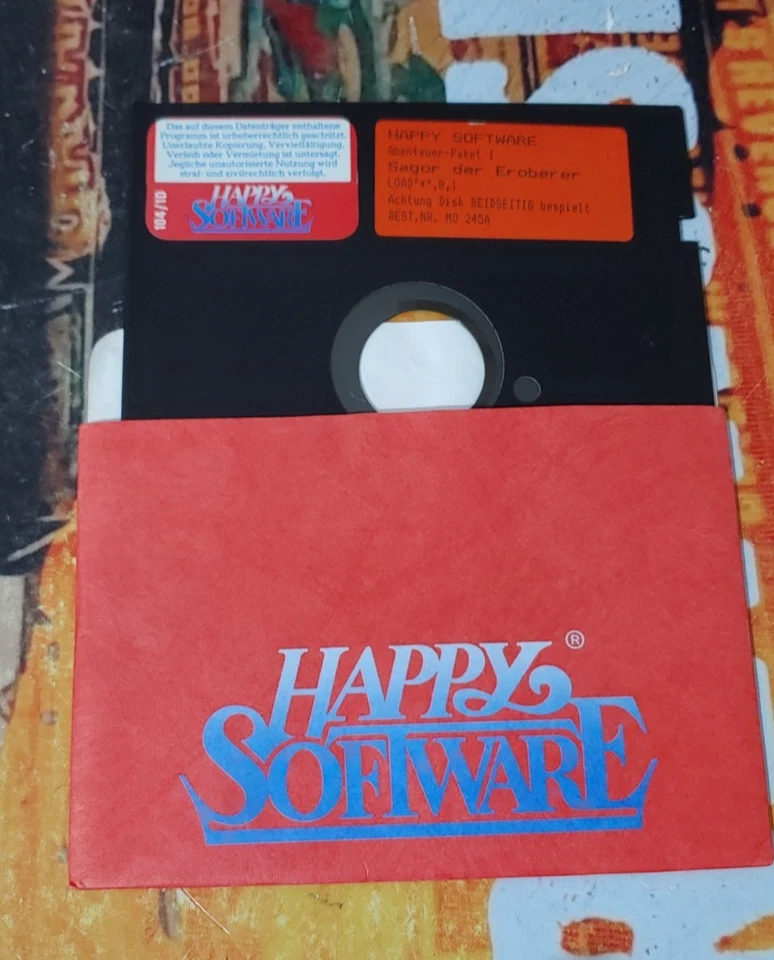 Das auf diesem Datenträger enthaltene
Programm ist urheberrechtlich geschützt.
Unerlaubte Kopierung, Vervielfältigung,
Verleih oder Vermietung ist untersagt.
Jegliche unautorisierte Nutzung wird
straf- und zivilrechtlich verfolgt.
104/10
HAPPY
SOFTWARE
HAPPY SOFTWARE
Abenteuer-Paket 1
Sagor der Eroberer
LOAD"*",8,1
Achtung Disk BEIDSEITIG bespielt
BEST.NR. MD 245A
HAPPY ®
SOFTWARE